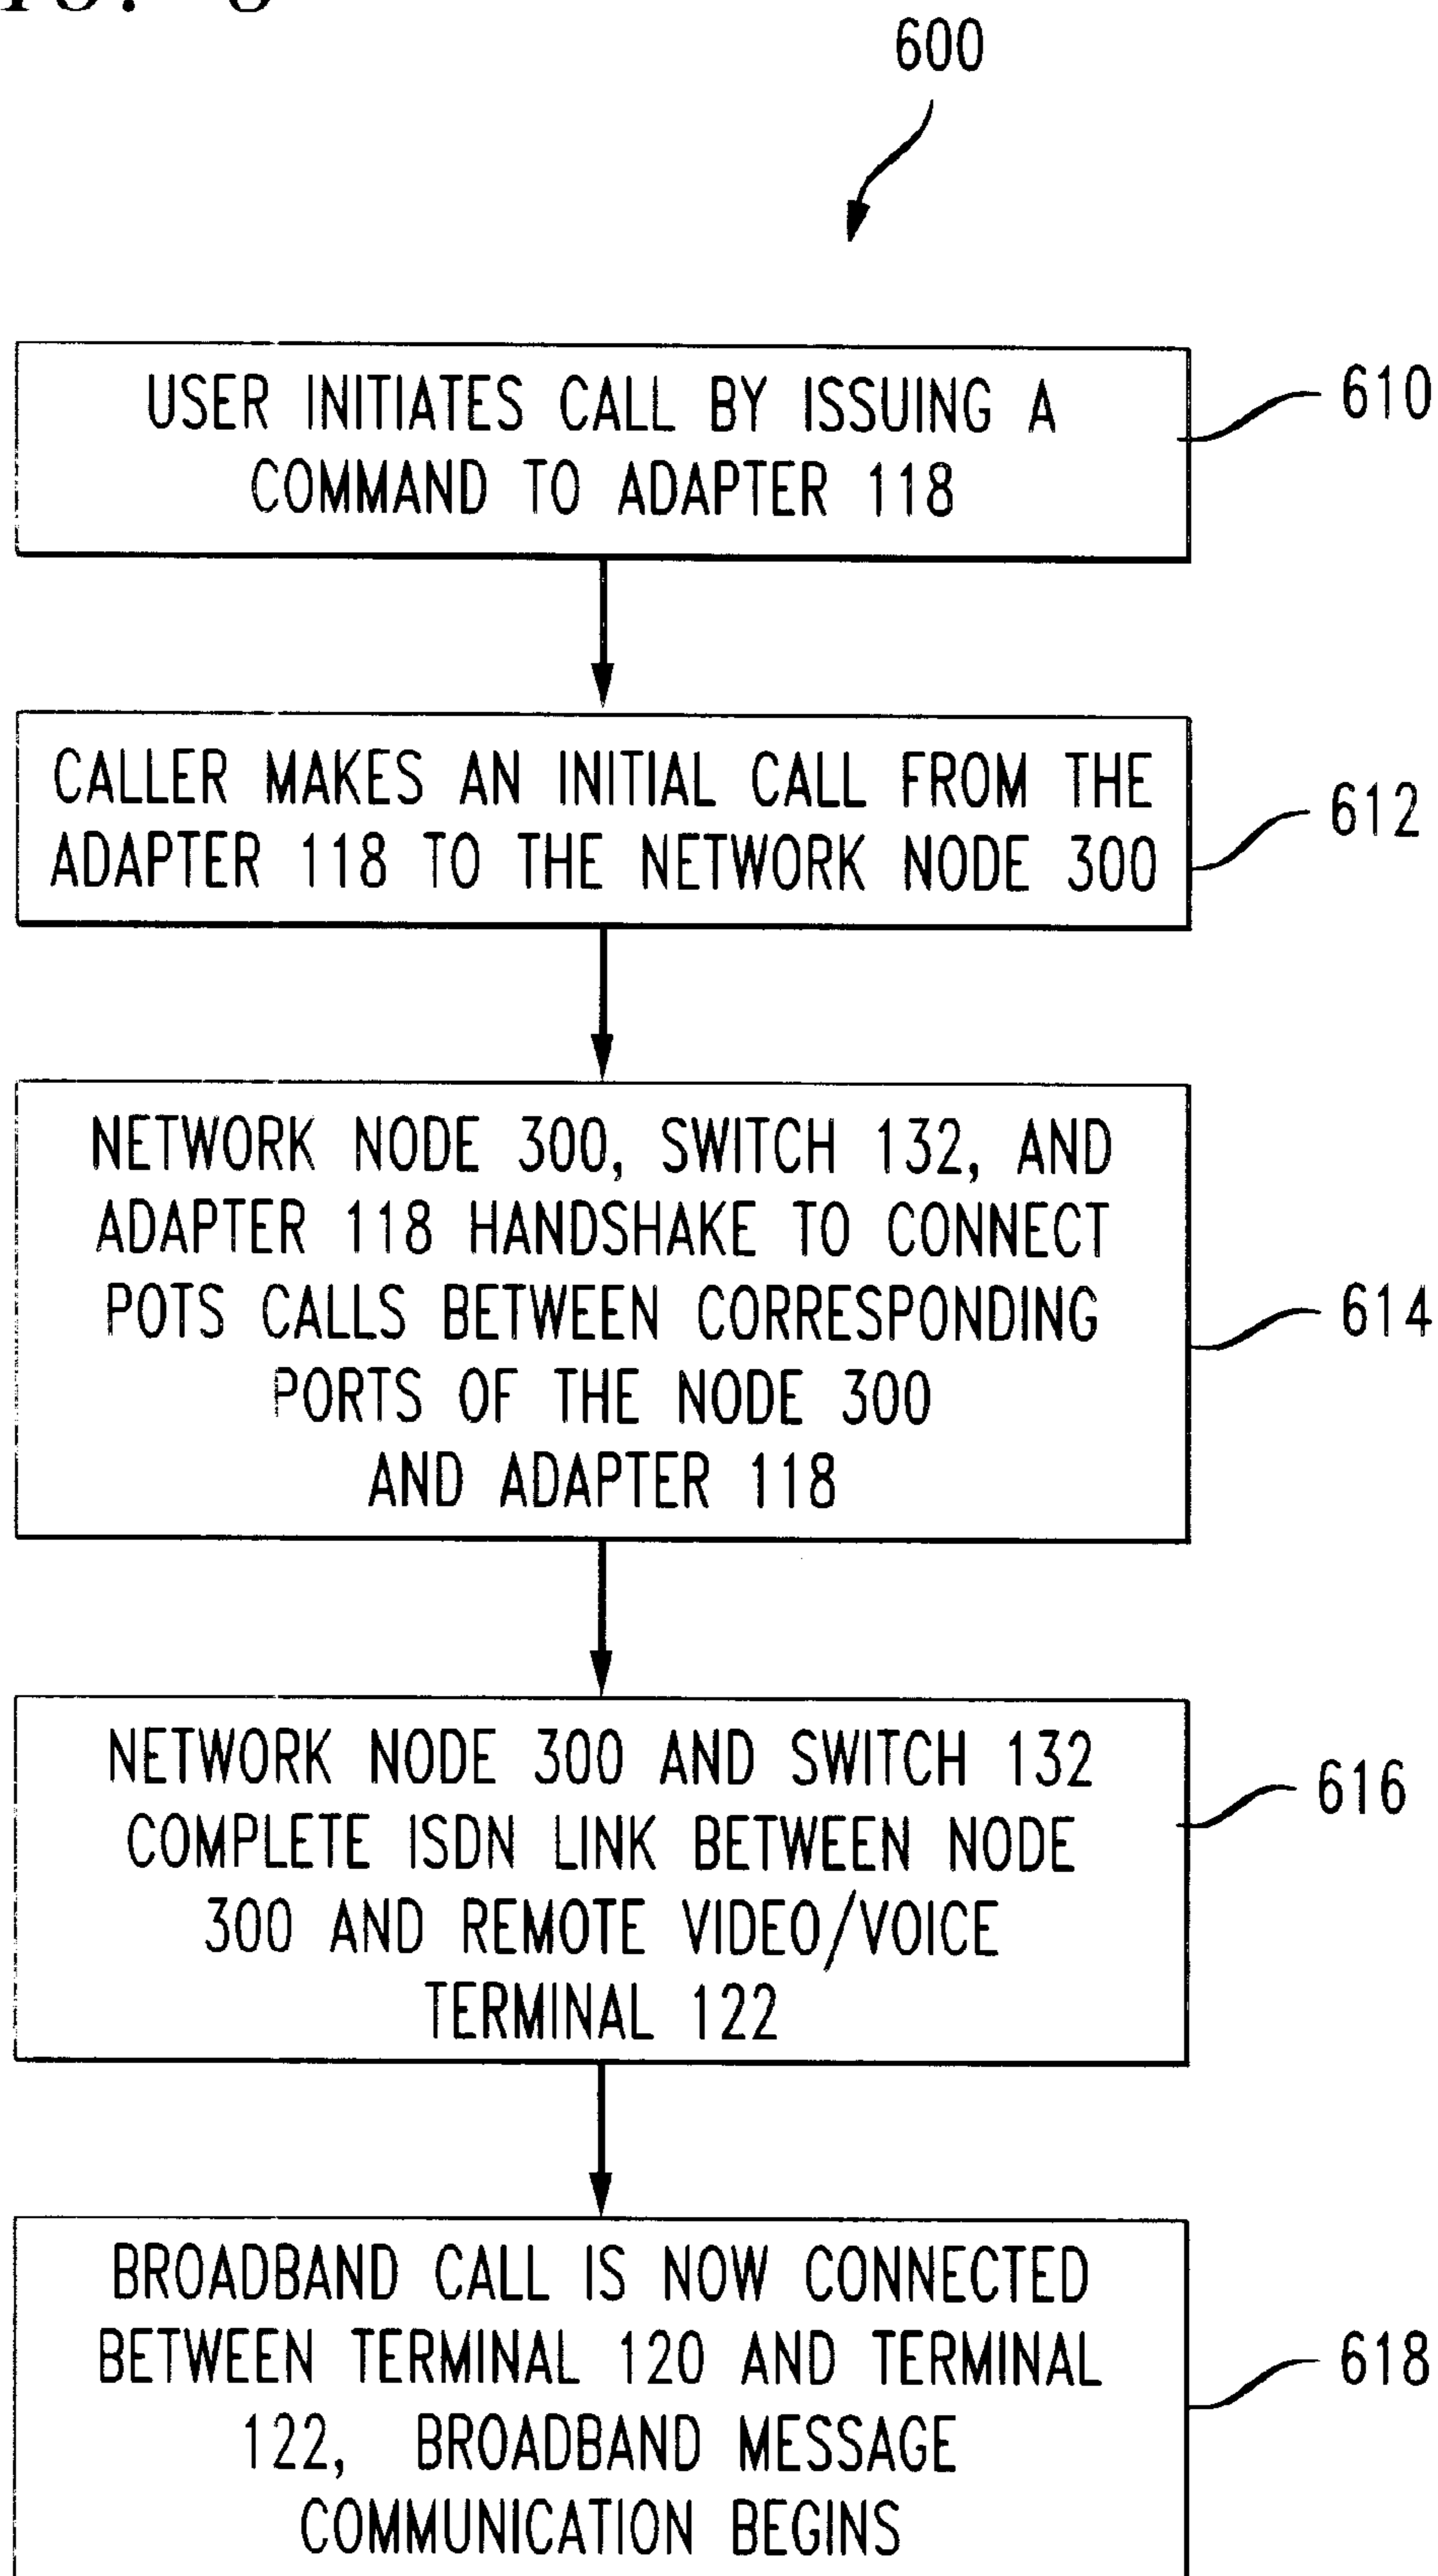 600
USER INITIATES CALL BY ISSUING A
COMMAND TO ADAPTER 118
610
CALLER MAKES AN INITIAL CALL FROM THE
ADAPTER 118 TO THE NETWORK NODE 300
612
NETWORK NODE 300, SWITCH 132, AND
ADAPTER 118 HANDSHAKE TO CONNECT
POTS CALLS BETWEEN CORRESPONDING
PORTS OF THE NODE 300
AND ADAPTER 118
614
NETWORK NODE 300 AND SWITCH 132
COMPLETE ISDN LINK BETWEEN NODE
300 AND REMOTE VIDEO/VOICE
TERMINAL 122
616
BROADBAND CALL IS NOW CONNECTED
BETWEEN TERMINAL 120 AND TERMINAL
122, BROADBAND MESSAGE
COMMUNICATION BEGINS
618